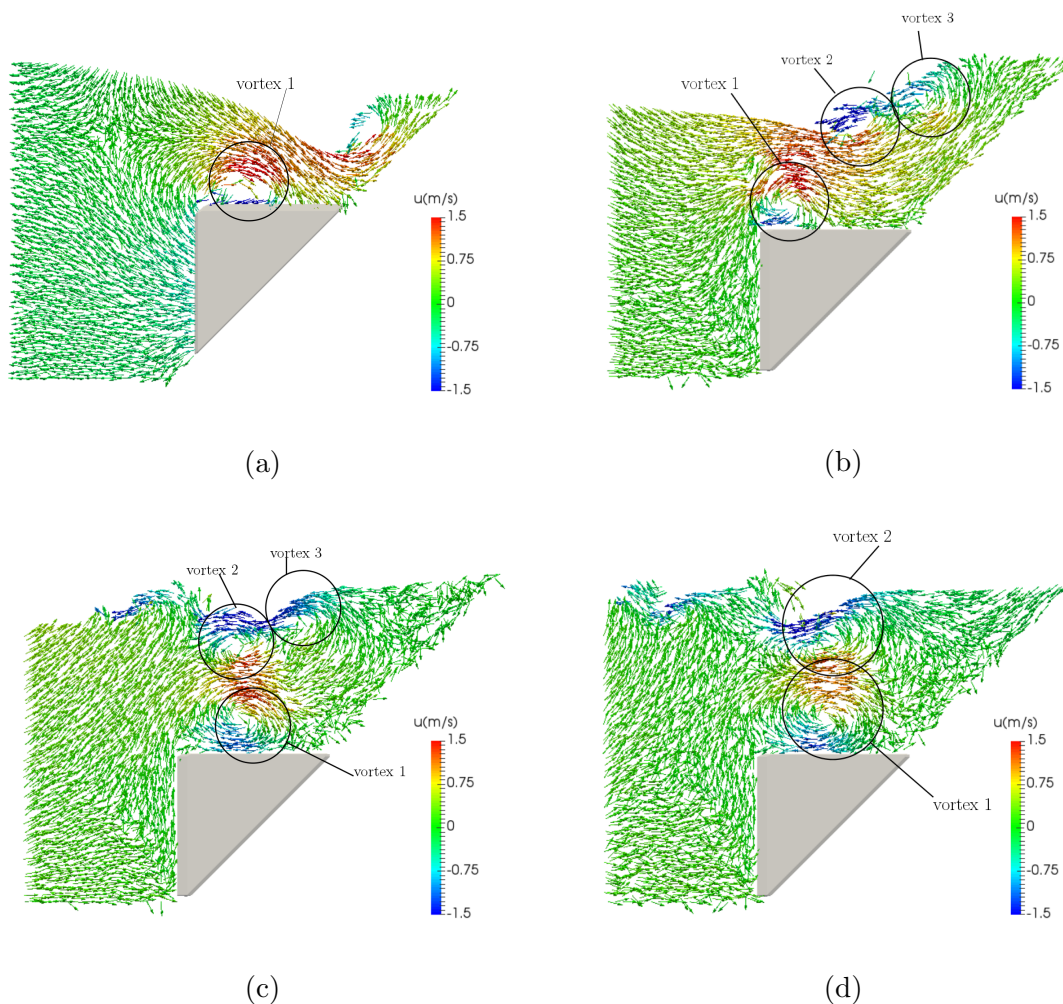 vortex 1
u(m/s)
1.5
0.75
0
-0.75
-1.5
(a)
vortex 3
vortex 2
vortex 1
u(m/s)
1.5
0.75
0
-0.75
-1.5
(b)
vortex 3
vortex 2
vortex 1
u(m/s)
1.5
0.75
0
-0.75
-1.5
(c)
vortex 2
vortex 1
u(m/s)
1.5
0.75
0
-0.75
-1.5
(d)